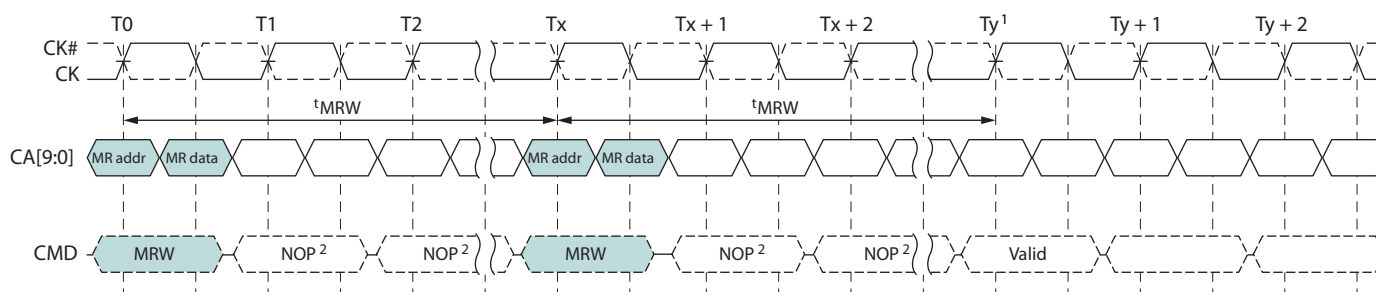 T0 T1 T2 Tx Tx + 1 Tx + 2 Ty¹ Ty + 1 Ty + 2
CK#
CK
ᵗMRW ᵗMRW
CA[9:0] MR addr MR data MR addr MR data
CMD MRW NOP ² NOP ² MRW NOP ² NOP ² Valid